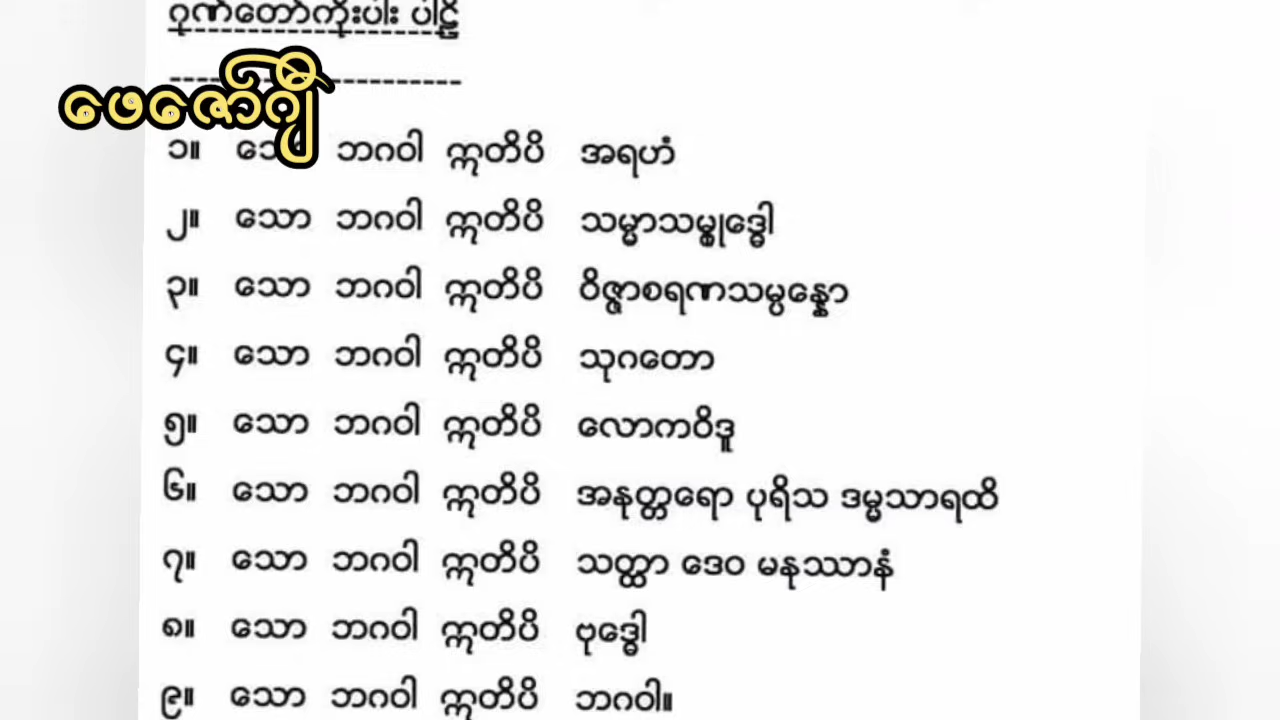 ဂုဏ်တော်ကိုးပါး ပါဠိ
ဖေဇော်ဂျီ
၁။ သော ဘဂဝါ ဣတိပိ အရဟံ
၂။ သော ဘဂဝါ ဣတိပိ သမ္မာသမ္ဗုဒ္ဓေါ
၃။ သော ဘဂဝါ ဣတိပိ ဝိဇ္ဇာစရဏသမ္ပန္နော
၄။ သော ဘဂဝါ ဣတိပိ သုဂတော
၅။ သော ဘဂဝါ ဣတိပိ လောကဝိဒူ
၆။ သော ဘဂဝါ ဣတိပိ အနုတ္တရော ပုရိသ ဒမ္မသာရထိ
၇။ သော ဘဂဝါ ဣတိပိ သတ္ထာ ဒေဝ မနုဿာနံ
၈။ သော ဘဂဝါ ဣတိပိ ဗုဒ္ဓေါ
၉။ သော ဘဂဝါ ဣတိပိ ဘဂဝါ။